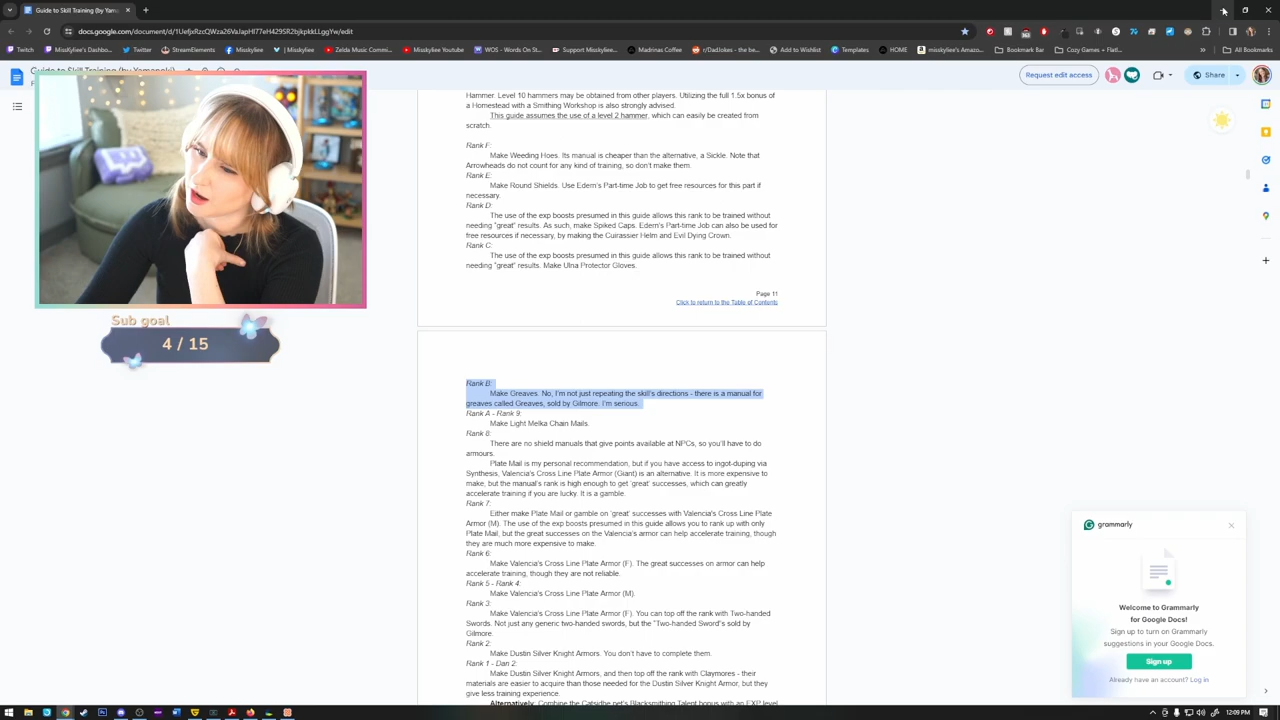 Guide to Skill Training (by Yama
docs.google.com/document/d/1UefjxRzcQWza26VaJapHI77eH429SR2bjkpkkLLggYw/edit
Twitch
MissKyliee's Dashbo...
Twitter
StreamElements
Misskyliee
(1) Misskyliee
Zelda Music Commi...
Misskyliee Youtube
WOS - Words On St...
Support Misskyliee...
Madrinas Coffee
r/DadJokes - the be...
Add to Wishlist
Templates
HOME
misskyliee's Amazon...
Bookmark Bar
Cozy Games + Flatl...
All Bookmarks
Request edit access
Share
Hammer. Level 10 hammers may be obtained from other players. Utilizing the full 1.5x bonus of
a Homestead with a Smithing Workshop is also strongly advised.
This guide assumes the use of a level 2 hammer, which can easily be created from
scratch.
Rank F:
Make Weeding Hoes. Its manual is cheaper than the alternative, a Sickle. Note that
Arrowheads do not count for any kind of training, so don't make them.
Rank E:
Make Round Shields. Use Edern's Part-time Job to get free resources for this part if
necessary.
Rank D:
The use of the exp boosts presumed in this guide allows this rank to be trained without
needing "great" results. As such, make Spiked Caps. Edern's Part-time Job can also be used for
free resources if necessary, by making the Cuirassier Helm and Evil Dying Crown.
Rank C:
The use of the exp boosts presumed in this guide allows this rank to be trained without
needing "great" results. Make Ulna Protector Gloves.
Page 11
Click to return to the Table of Contents
Sub goal
4 / 15
Rank B:
Make Greaves. No, I'm not just repeating the skill's directions - there is a manual for
greaves called Greaves, sold by Gilmore. I'm serious.
Rank A - Rank 9:
Make Light Melka Chain Mails.
Rank 8:
There are no shield manuals that give points available at NPCs, so you'll have to do
armours.
Plate Mail is my personal recommendation, but if you have access to ingot-duping via
Synthesis, Valencia's Cross Line Plate Armor (Giant) is an alternative. It is more expensive to
make, but the manual's rank is high enough to get 'great' successes, which can greatly
accelerate training if you are lucky. It is a gamble.
Rank 7:
Either make Plate Mail or gamble on 'great' successes with Valencia's Cross Line Plate
Armor (M). The use of the exp boosts presumed in this guide allows you to rank up with only
Plate Mail, but the great successes on the Valencia's armor can help accelerate training, though
they are much more expensive to make.
Rank 6:
Make Valencia's Cross Line Plate Armor (F). The great successes on armor can help
accelerate training, though they are not reliable.
Rank 5 - Rank 4:
Make Valencia's Cross Line Plate Armor (M).
Rank 3:
Make Valencia's Cross Line Plate Armor (F). You can top off the rank with Two-handed
Swords. Not just any generic two-handed swords, but the "Two-handed Sword"s sold by
Gilmore.
Rank 2:
Make Dustin Silver Knight Armors. You don't have to complete them.
Rank 1 - Dan 2:
Make Dustin Silver Knight Armors, and then top off the rank with Claymores - their
materials are easier to acquire than those needed for the Dustin Silver Knight Armor, but they
give less training experience.
Alternatively: Combine the Catsidhe pet's Blacksmithing Talent bonus with an EXP level
grammarly
Welcome to Grammarly
for Google Docs!
Sign up to turn on Grammarly
suggestions in your Google Docs.
Sign up
Already have an account? Log in
12:09 PM